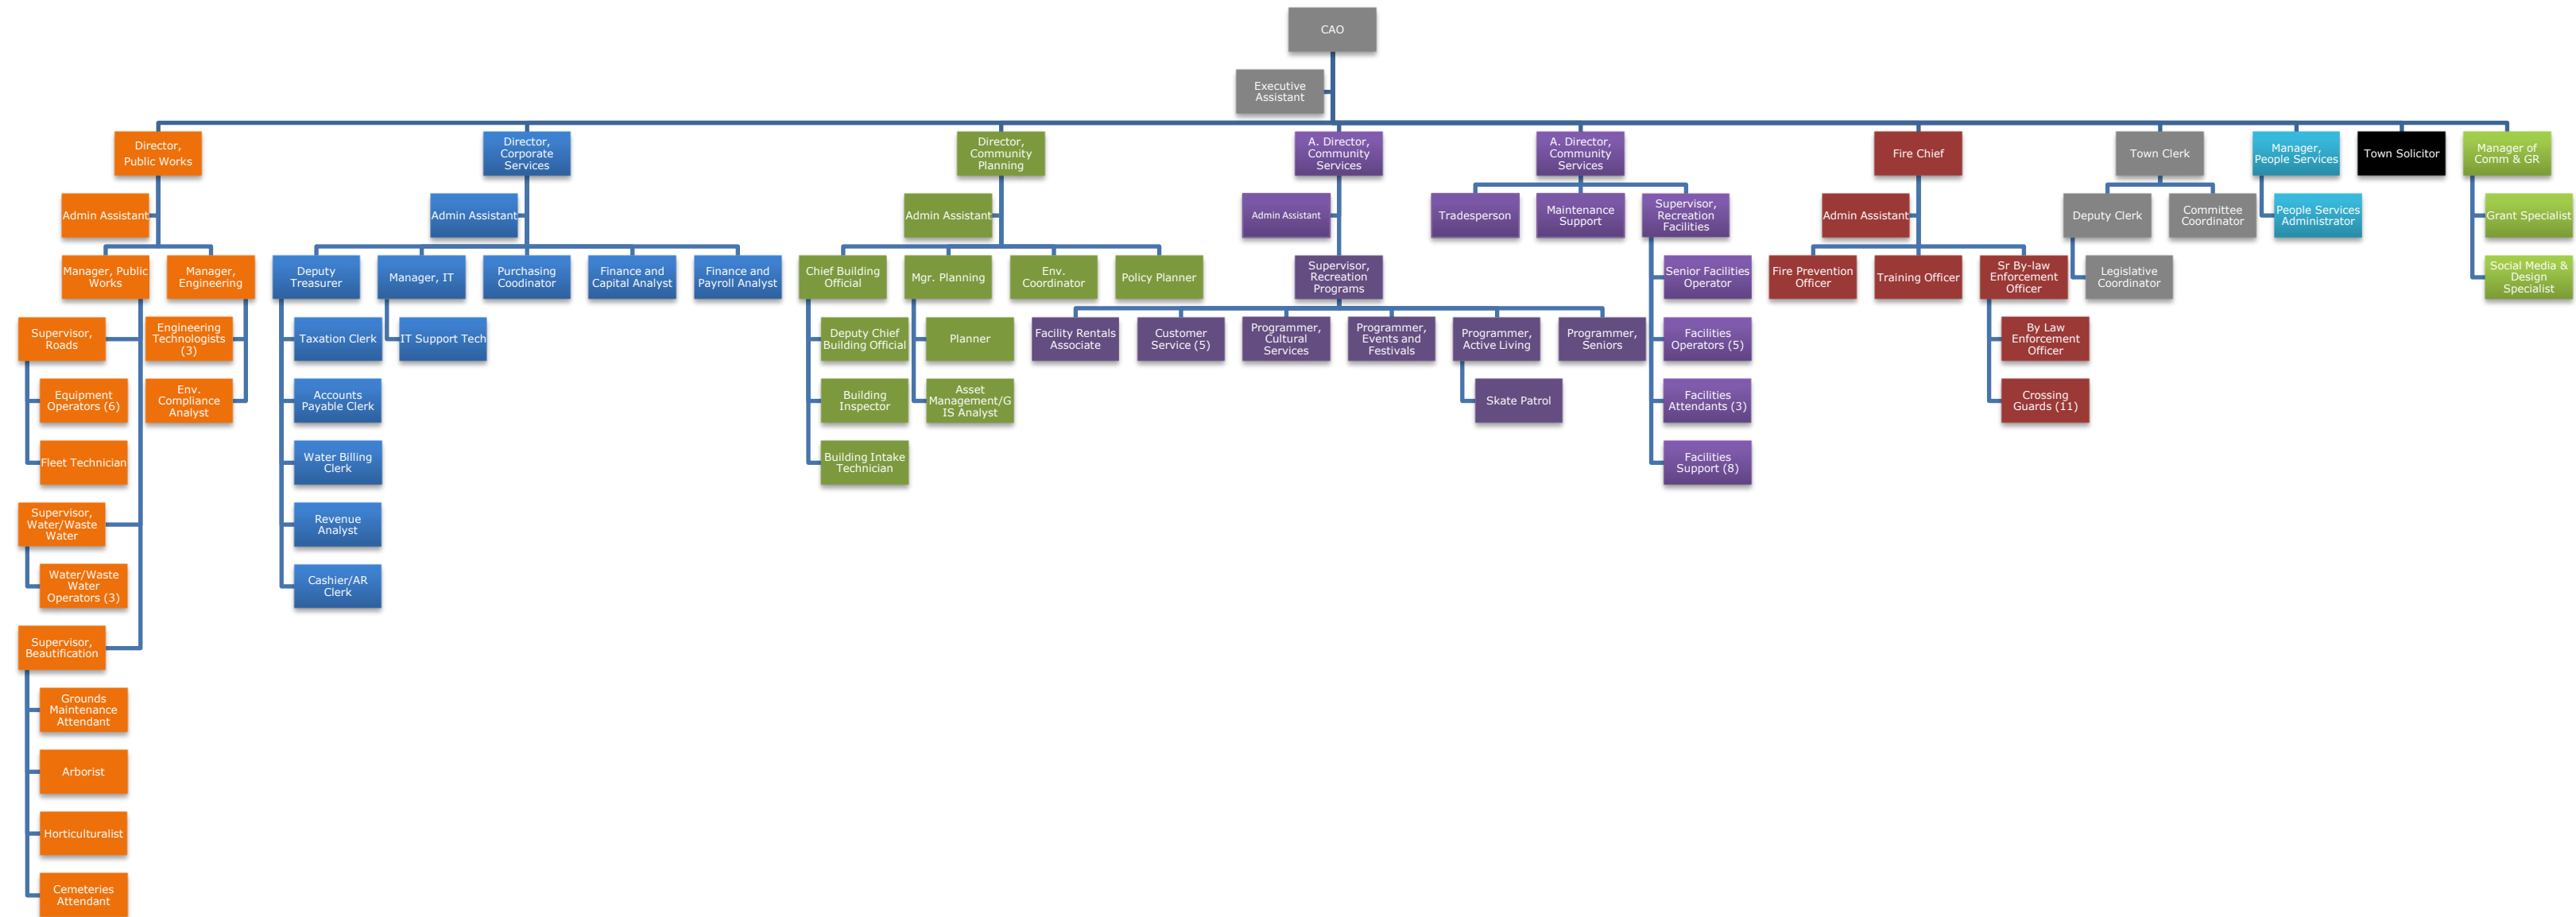 CAO
Executive
Assistant
Director,
Public Works
Director,
Corporate
Services
Director,
Community
Planning
A. Director,
Community
Services
A. Director,
Community
Services
Fire Chief
Town Clerk
Manager,
People Services
Town Solicitor
Manager of
Comm & GR
Admin Assistant
Admin Assistant
Admin Assistant
Admin Assistant
Tradesperson
Maintenance
Support
Supervisor,
Recreation
Facilities
Admin Assistant
Deputy Clerk
Committee
Coordinator
People Services
Administrator
Grant Specialist
Manager, Public
Works
Manager,
Engineering
Deputy
Treasurer
Manager, IT
Purchasing
Coodinator
Finance and
Capital Analyst
Finance and
Payroll Analyst
Chief Building
Official
Mgr. Planning
Env.
Coordinator
Policy Planner
Supervisor,
Recreation
Programs
Senior Facilities
Operator
Fire Prevention
Officer
Training Officer
Sr By-law
Enforcement
Officer
Legislative
Coordinator
Social Media &
Design
Specialist
Supervisor,
Roads
Engineering
Technologists
(3)
Taxation Clerk
IT Support Tech
Deputy Chief
Building Official
Planner
Facility Rentals
Associate
Customer
Service (5)
Programmer,
Cultural
Services
Programmer,
Events and
Festivals
Programmer,
Active Living
Programmer,
Seniors
Facilities
Operators (5)
By Law
Enforcement
Officer
Equipment
Operators (6)
Env.
Compliance
Analyst
Accounts
Payable Clerk
Building
Inspector
Asset
Management/G
IS Analyst
Skate Patrol
Facilities
Attendants (3)
Crossing
Guards (11)
Fleet Technician
Water Billing
Clerk
Building Intake
Technician
Facilities
Support (8)
Supervisor,
Water/Waste
Water
Revenue
Analyst
Water/Waste
Water
Operators (3)
Cashier/AR
Clerk
Supervisor,
Beautification
Grounds
Maintenance
Attendant
Arborist
Horticulturalist
Cemeteries
Attendant